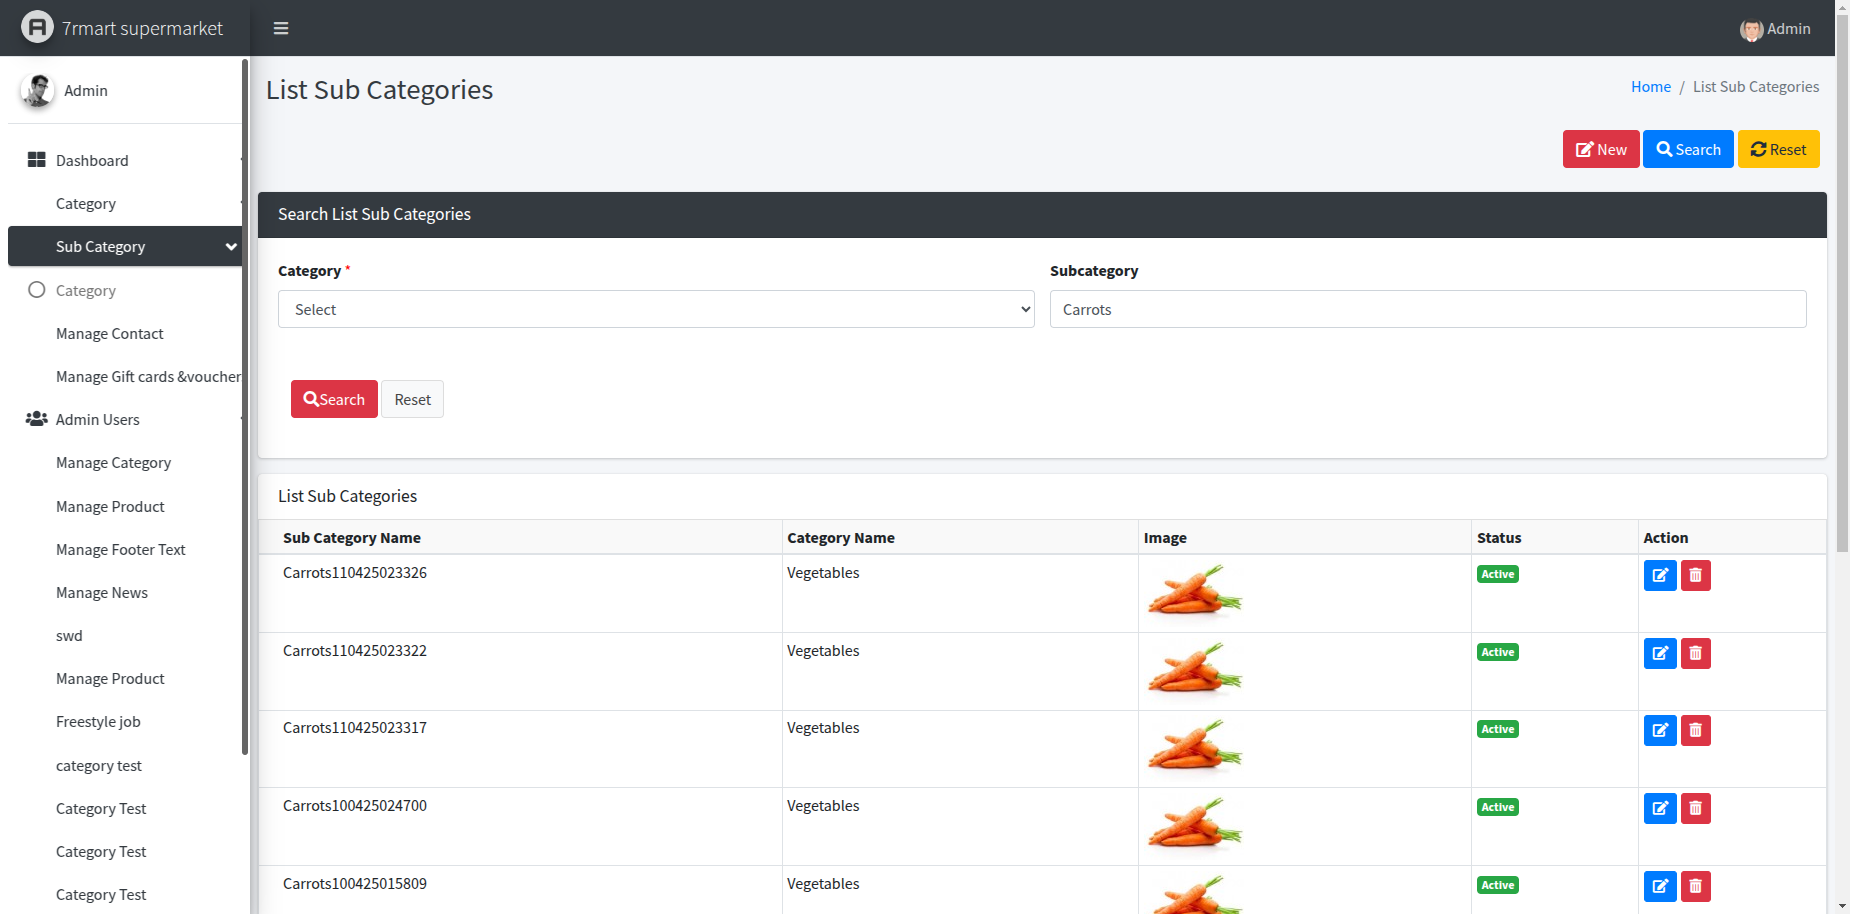 7rmart supermarket
Admin
Admin
List Sub Categories
Home / List Sub Categories
New
Search
Reset
Dashboard
Category
Sub Category
Category
Manage Contact
Manage Gift cards &voucher
Admin Users
Manage Category
Manage Product
Manage Footer Text
Manage News
swd
Manage Product
Freestyle job
category test
Category Test
Category Test
Category Test
Search List Sub Categories
Category *
Subcategory
Select
Carrots
Search
Reset
List Sub Categories
Sub Category Name Category Name Image Status Action
Carrots110425023326 Vegetables Active
Carrots110425023322 Vegetables Active
Carrots110425023317 Vegetables Active
Carrots100425024700 Vegetables Active
Carrots100425015809 Vegetables Active